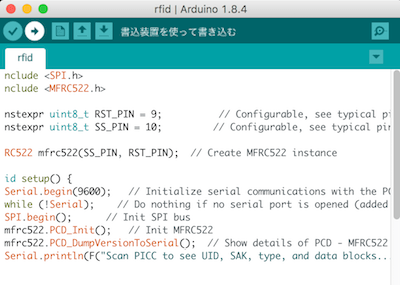 rfid | Arduino 1.8.4
書込装置を使って書き込む
rfid
nclude <SPI.h>
nclude <MFRC522.h>
nstexpr uint8_t RST_PIN = 9; // Configurable, see typical pi
nstexpr uint8_t SS_PIN = 10; // Configurable, see typical pin
RC522 mfrc522(SS_PIN, RST_PIN); // Create MFRC522 instance
id setup() {
Serial.begin(9600); // Initialize serial communications with the PC
while (!Serial); // Do nothing if no serial port is opened (added
SPI.begin(); // Init SPI bus
mfrc522.PCD_Init(); // Init MFRC522
mfrc522.PCD_DumpVersionToSerial(); // Show details of PCD - MFRC522
Serial.println(F("Scan PICC to see UID, SAK, type, and data blocks...